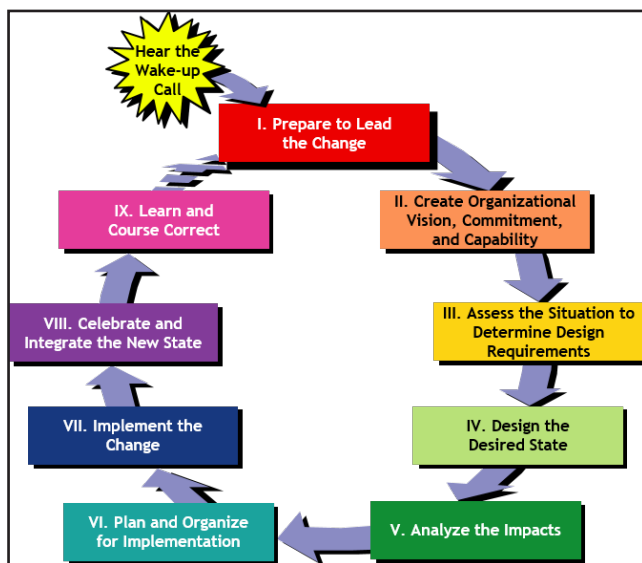 Hear the
Wake-up
Call
I. Prepare to Lead
the Change
II. Create Organizational
Vision, Commitment,
and Capability
III. Assess the Situation to
Determine Design
Requirements
IV. Design the
Desired State
V. Analyze the Impacts
VI. Plan and Organize
for Implementation
VII. Implement the
Change
VIII. Celebrate and
Integrate the New State
IX. Learn and
Course Correct